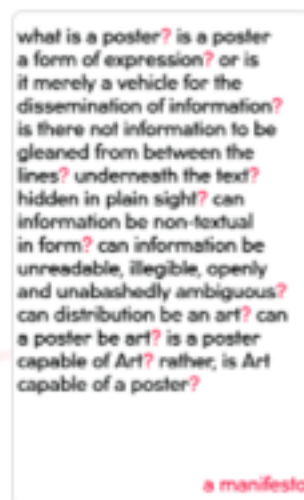 what is a poster? is a poster
a form of expression? or is
it merely a vehicle for the
dissemination of information?
is there not information to be
gleaned from between the
lines? underneath the text?
hidden in plain sight? can
information be non-textual
in form? can information be
unreadable, illegible, openly
and unabashedly ambiguous?
can distribution be an art? can
a poster be art? is a poster
capable of Art? rather, is Art
capable of a poster?
a manifesto